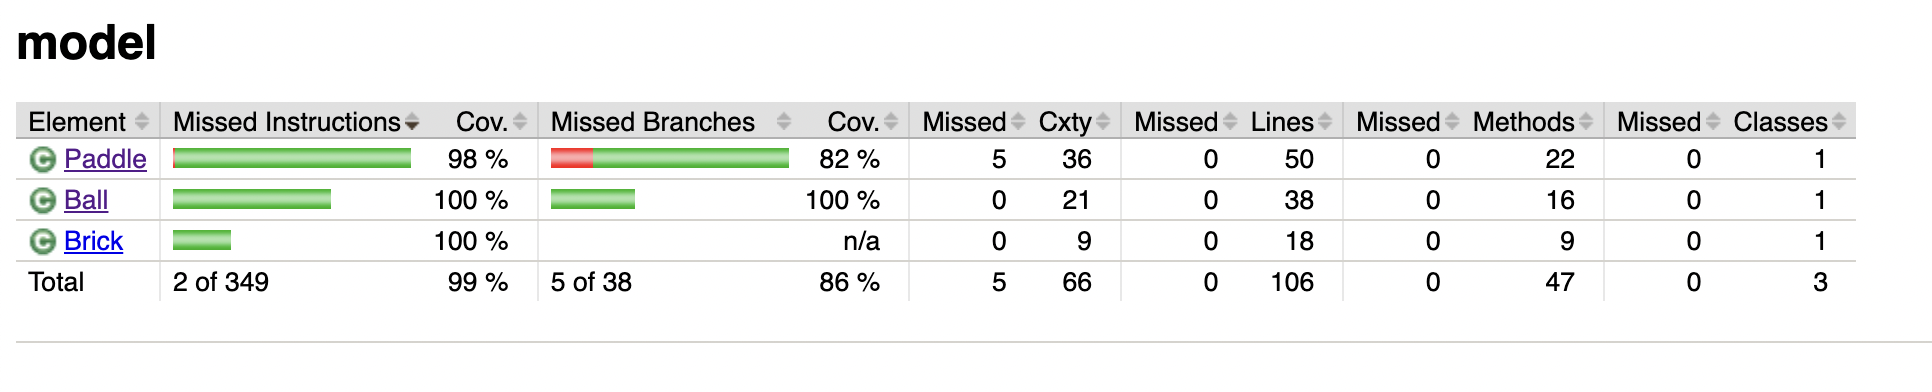 model
Element Missed Instructions Cov. Missed Branches Cov. Missed Cxty Missed Lines Missed Methods Missed Classes
C Paddle 98 % 82 % 5 36 0 50 0 22 0 1
C Ball 100 % 100 % 0 21 0 38 0 16 0 1
C Brick 100 % n/a 0 9 0 18 0 9 0 1
Total 2 of 349 99 % 5 of 38 86 % 5 66 0 106 0 47 0 3